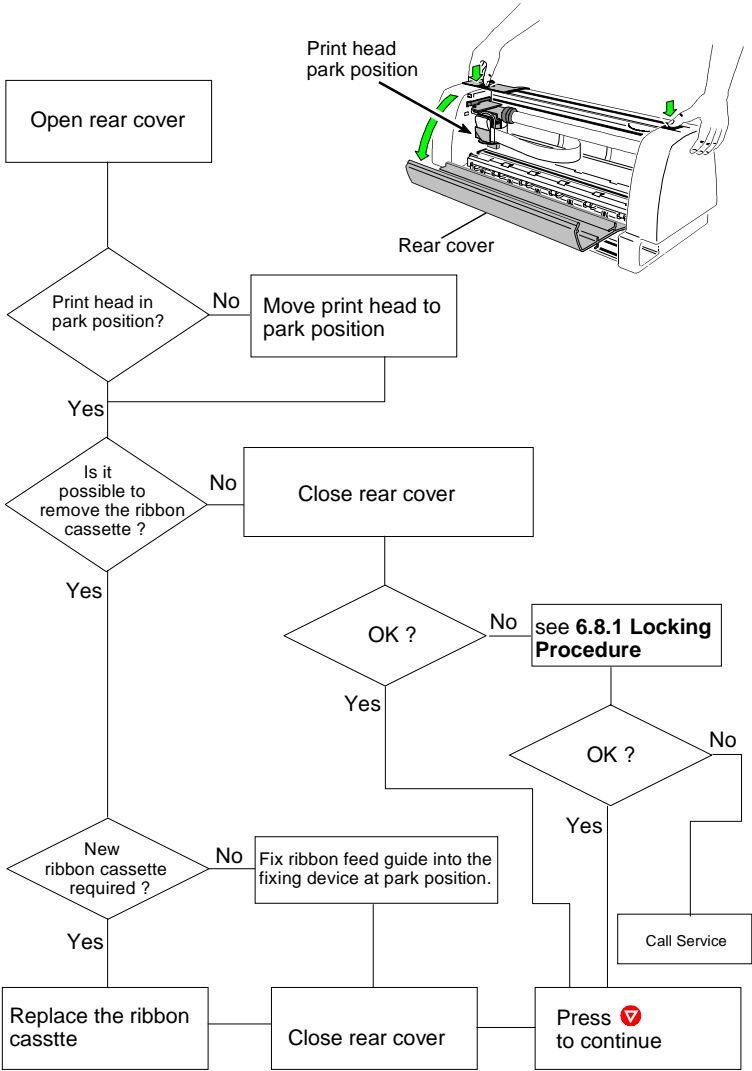 Print head
park position
Open rear cover
Rear cover
Print head in
park position?
No
Move print head to
park position
Yes
Is it
possible to
remove the ribbon
cassette ?
No
Close rear cover
Yes
OK ?
No
see 6.8.1 Locking
Procedure
Yes
OK ?
No
Yes
New
ribbon cassette
required ?
No
Fix ribbon feed guide into the
fixing device at park position.
Yes
Call Service
Replace the ribbon
casstte
Close rear cover
Press
to continue